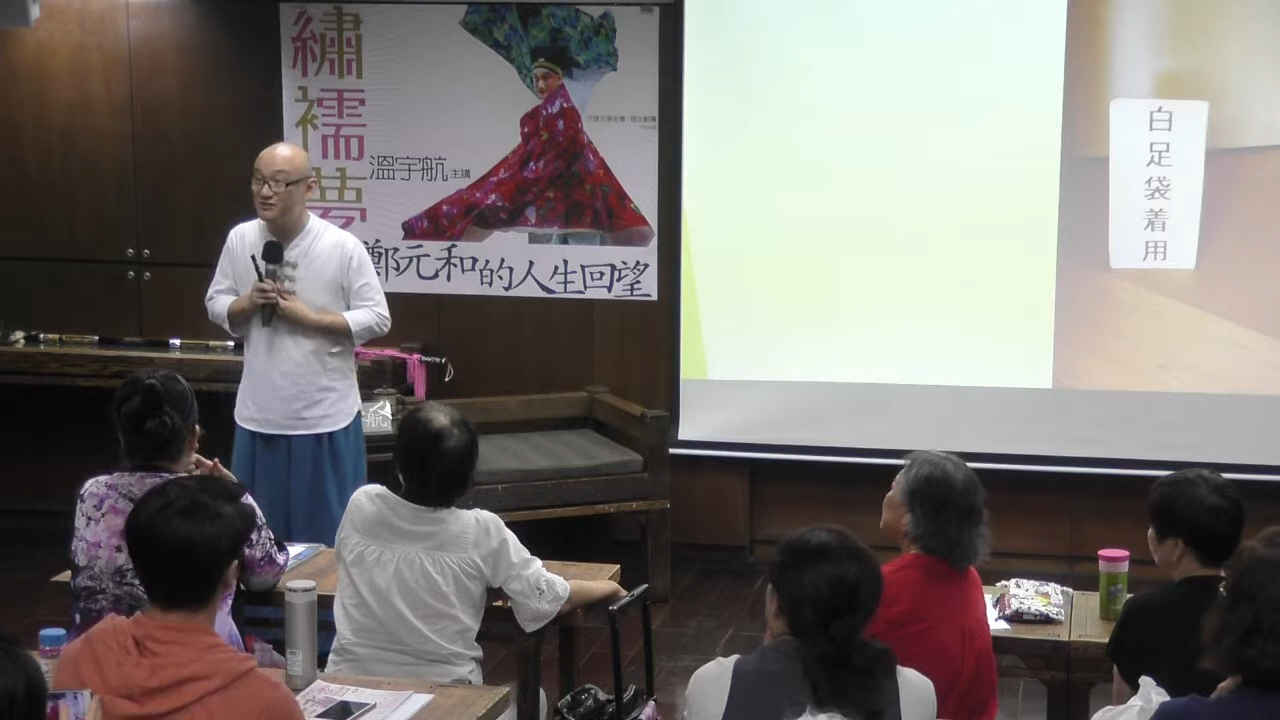 繡襦夢
溫宇航 主講
鄭元和的人生回望
航
白足袋着用